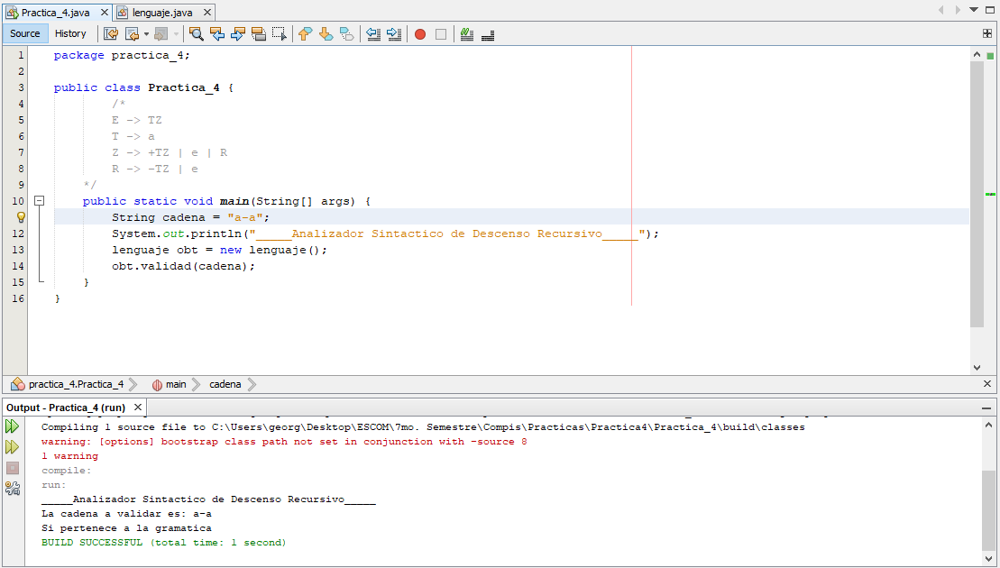 Practica_4.java lenguaje.java
Source History
1 package practica_4;
2
3 public class Practica_4 {
4 /*
5 E -> TZ
6 T -> a
7 Z -> +TZ | e | R
8 R -> -TZ | e
9 */
10 public static void main(String[] args) {
String cadena = "a-a";
12 System.out.println("_____Analizador Sintactico de Descenso Recursivo_____");
13 lenguaje obt = new lenguaje();
14 obt.validad(cadena);
15 }
16 }
practica_4.Practica_4 main cadena
Output - Practica_4 (run)
Compiling 1 source file to C:\Users\georg\Desktop\ESCOM\7mo. Semestre\Compis\Practicas\Practica4\Practica_4\build\classes
warning: [options] bootstrap class path not set in conjunction with -source 8
1 warning
compile:
run:
_____Analizador Sintactico de Descenso Recursivo_____
La cadena a validar es: a-a
Si pertenece a la gramatica
BUILD SUCCESSFUL (total time: 1 second)